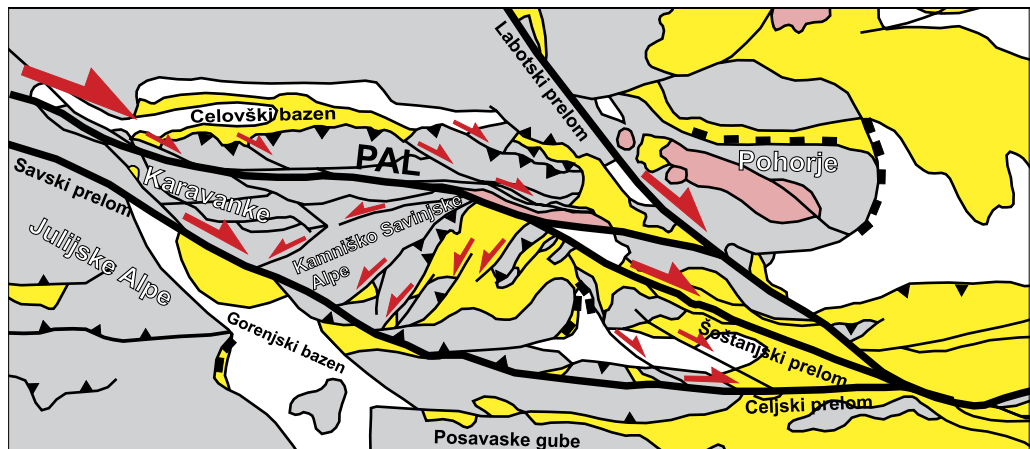 Labotski prelom
Celovški bazen
PAL
Pohorje
Karavanke
Savski prelom
Kamniško Savinjske
Alpe
Julijske Alpe
Gorenjski bazen
Šoštanjski prelom
Celjski prelom
Posavaske gube